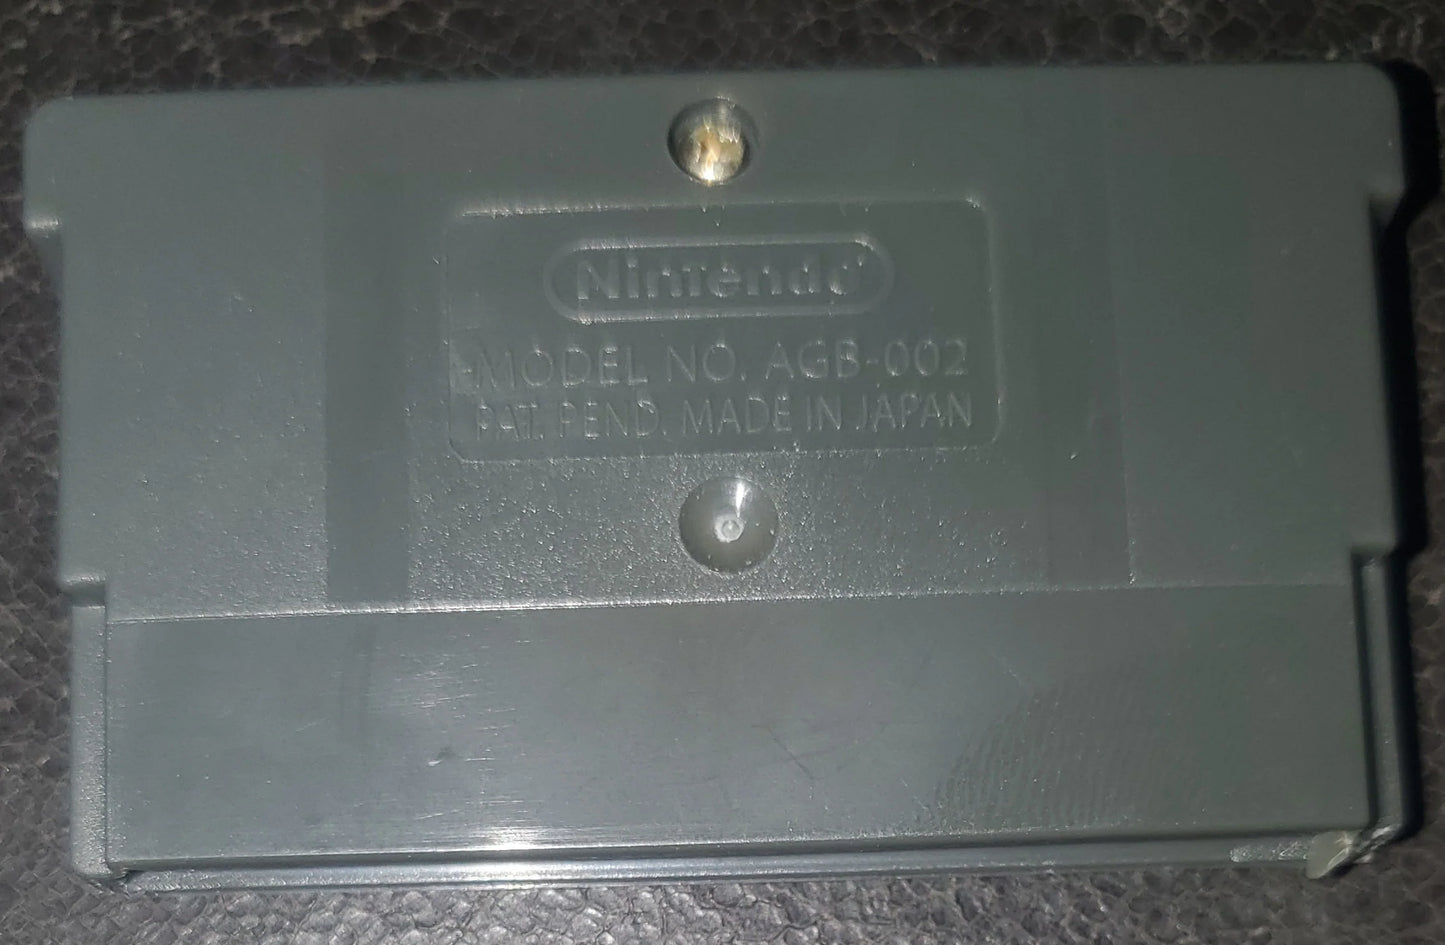 Nintendo
MODEL NO. AGB-002
PAT. PEND. MADE IN JAPAN